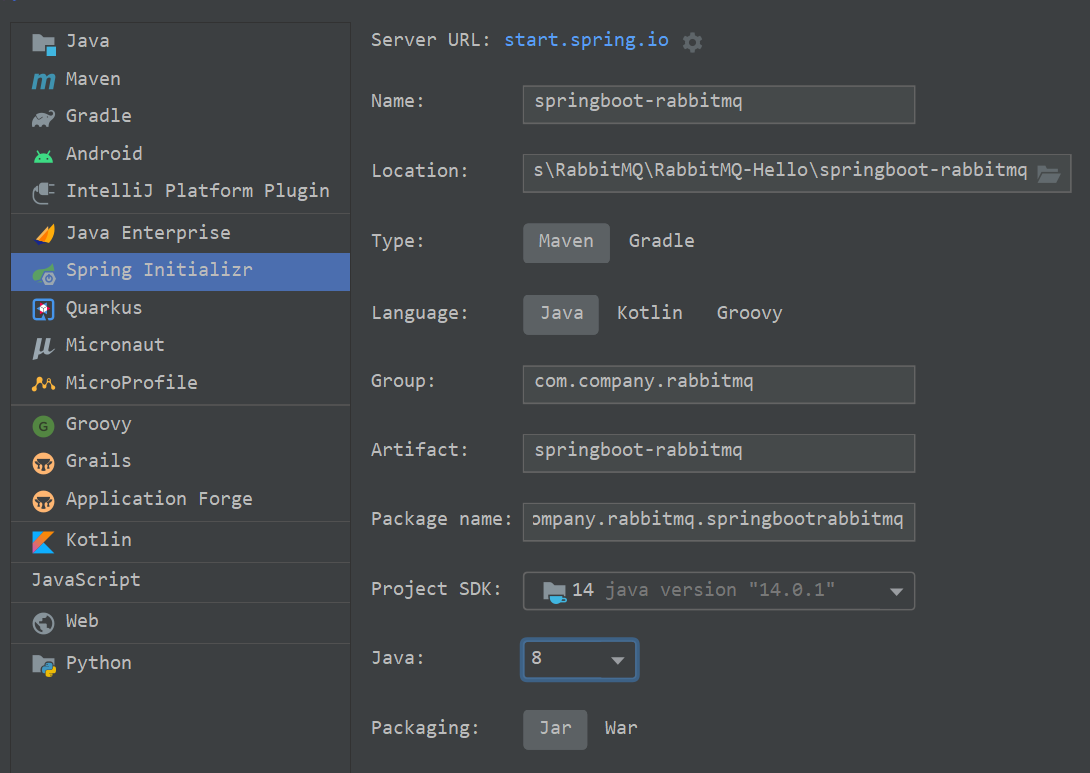 Java
Maven
Gradle
Android
IntelliJ Platform Plugin
Java Enterprise
Spring Initializr
Quarkus
Micronaut
MicroProfile
Groovy
Grails
Application Forge
Kotlin
JavaScript
Web
Python
Server URL: start.spring.io
Name: springboot-rabbitmq
Location: s\RabbitMQ\RabbitMQ-Hello\springboot-rabbitmq
Type: Maven Gradle
Language: Java Kotlin Groovy
Group: com.company.rabbitmq
Artifact: springboot-rabbitmq
Package name: ompany.rabbitmq.springbootrabbitmq
Project SDK: 14 java version "14.0.1"
Java: 8
Packaging: Jar War